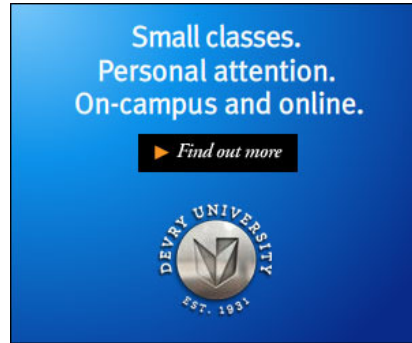 Small classes.
Personal attention.
On-campus and online.
Find out more
DEVRY UNIVERSITY
EST. 1931